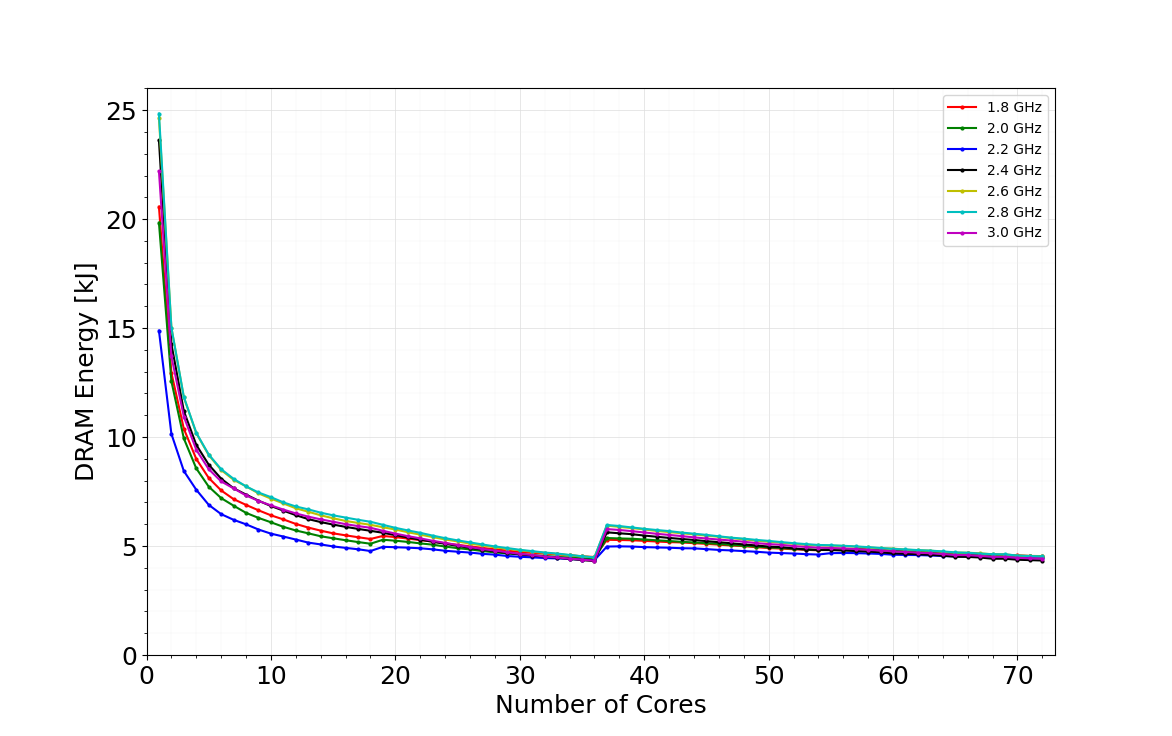 25
20
15
10
5
0
DRAM Energy [kJ]
1.8 GHz
2.0 GHz
2.2 GHz
2.4 GHz
2.6 GHz
2.8 GHz
3.0 GHz
0 10 20 30 40 50 60 70
Number of Cores